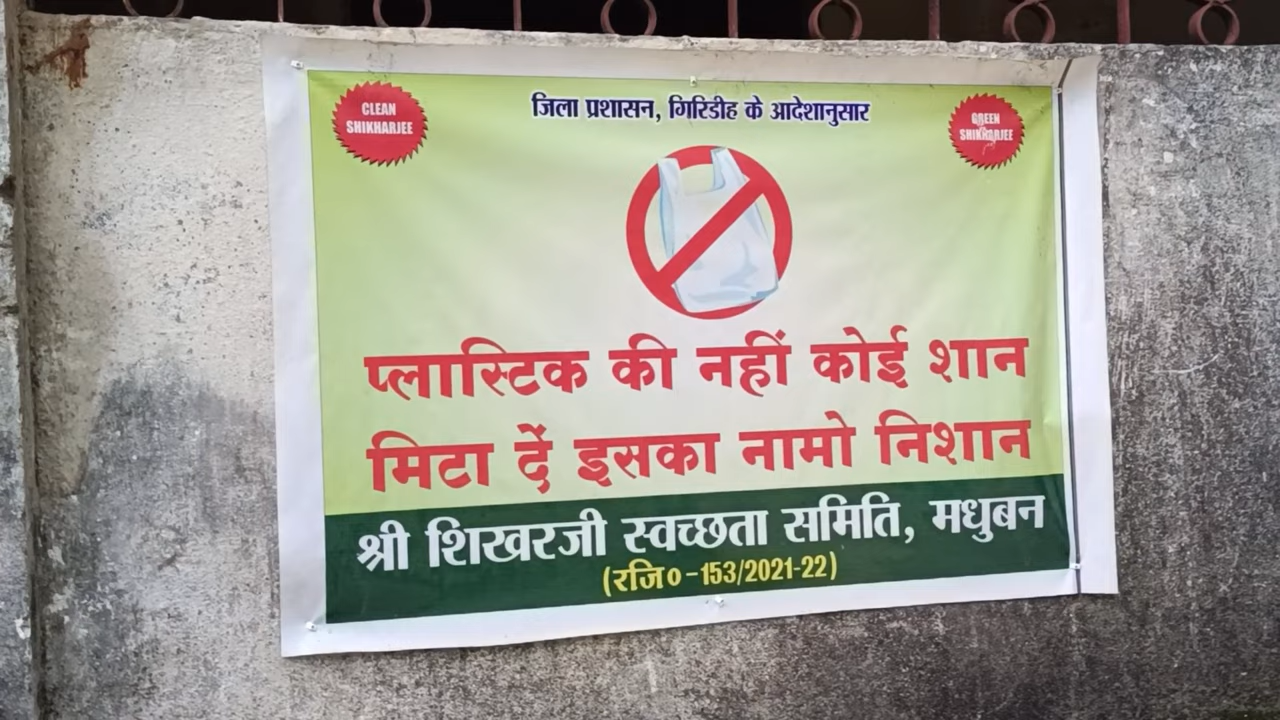 CLEAN
SHIKHARJEE
जिला प्रशासन, गिरिडीह के आदेशानुसार
GREEN
SHIKHARJEE
प्लास्टिक की नहीं कोई शान
मिटा दें इसका नामो निशान
श्री शिखरजी स्वच्छता समिति, मधुबन
(रजि०-153/2021-22)